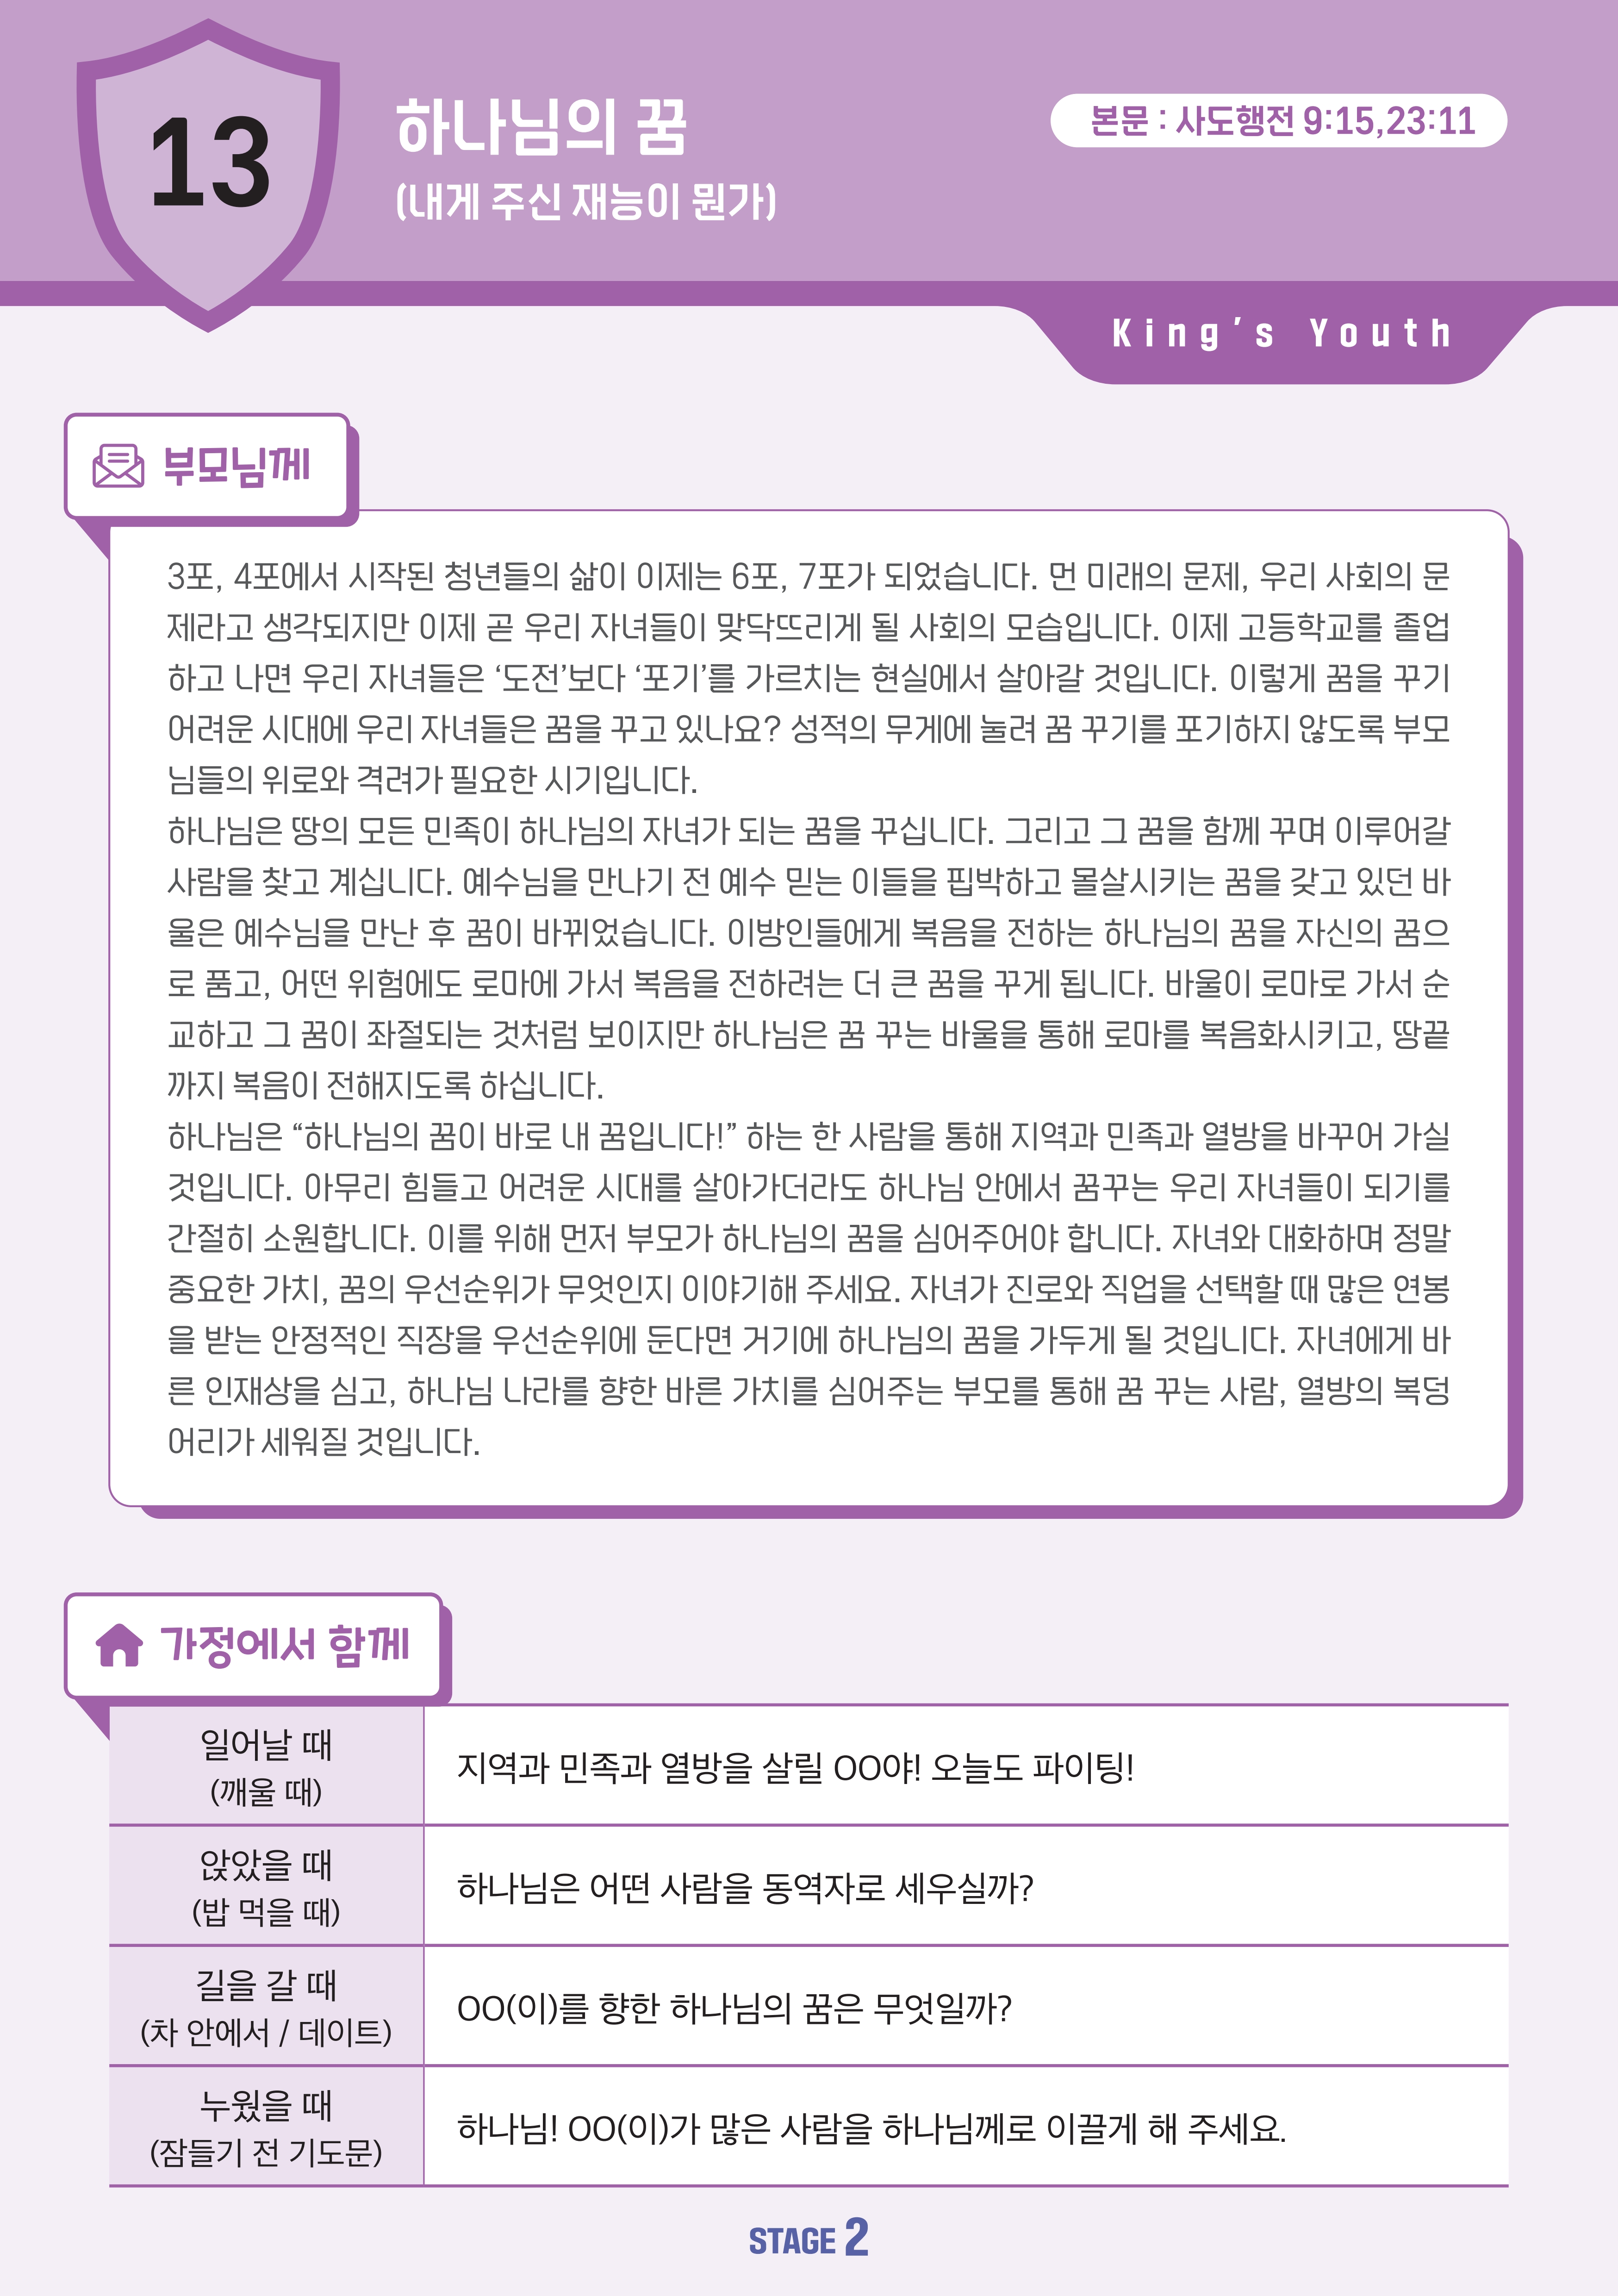 13
하나님의 꿈
(내게 주신 재능이 뭔가)
본문 : 사도행전 9:15,23:11
King's Youth
부모님께
3포, 4포에서 시작된 청년들의 삶이 이제는 6포, 7포가 되었습니다. 먼 미래의 문제, 우리 사회의 문
제라고 생각되지만 이제 곧 우리 자녀들이 맞닥뜨리게 될 사회의 모습입니다. 이제 고등학교를 졸업
하고 나면 우리 자녀들은 ‘도전’보다 ‘포기’를 가르치는 현실에서 살아갈 것입니다. 이렇게 꿈을 꾸기
어려운 시대에 우리 자녀들은 꿈을 꾸고 있나요? 성적의 무게에 눌려 꿈 꾸기를 포기하지 않도록 부모
님들의 위로와 격려가 필요한 시기입니다.
하나님은 땅의 모든 민족이 하나님의 자녀가 되는 꿈을 꾸십니다. 그리고 그 꿈을 함께 꾸며 이루어갈
사람을 찾고 계십니다. 예수님을 만나기 전 예수 믿는 이들을 핍박하고 몰살시키는 꿈을 갖고 있던 바
울은 예수님을 만난 후 꿈이 바뀌었습니다. 이방인들에게 복음을 전하는 하나님의 꿈을 자신의 꿈으
로 품고, 어떤 위험에도 로마에 가서 복음을 전하려는 더 큰 꿈을 꾸게 됩니다. 바울이 로마로 가서 순
교하고 그 꿈이 좌절되는 것처럼 보이지만 하나님은 꿈 꾸는 바울을 통해 로마를 복음화시키고, 땅끝
까지 복음이 전해지도록 하십니다.
하나님은 “하나님의 꿈이 바로 내 꿈입니다!” 하는 한 사람을 통해 지역과 민족과 열방을 바꾸어 가실
것입니다. 아무리 힘들고 어려운 시대를 살아가더라도 하나님 안에서 꿈꾸는 우리 자녀들이 되기를
간절히 소원합니다. 이를 위해 먼저 부모가 하나님의 꿈을 심어주어야 합니다. 자녀와 대화하며 정말
중요한 가치, 꿈의 우선순위가 무엇인지 이야기해 주세요. 자녀가 진로와 직업을 선택할 때 많은 연봉
을 받는 안정적인 직장을 우선순위에 둔다면 거기에 하나님의 꿈을 가두게 될 것입니다. 자녀에게 바
른 인재상을 심고, 하나님 나라를 향한 바른 가치를 심어주는 부모를 통해 꿈 꾸는 사람, 열방의 복덩
어리가 세워질 것입니다.
가정에서 함께
일어날 때
(깨울 때)
지역과 민족과 열방을 살릴 OO야! 오늘도 파이팅!
앉았을 때
(밥 먹을 때)
하나님은 어떤 사람을 동역자로 세우실까?
길을 갈 때
(차 안에서 / 데이트)
OO(이)를 향한 하나님의 꿈은 무엇일까?
누웠을 때
(잠들기 전 기도문)
하나님! OO(이)가 많은 사람을 하나님께로 이끌게 해 주세요.
STAGE 2